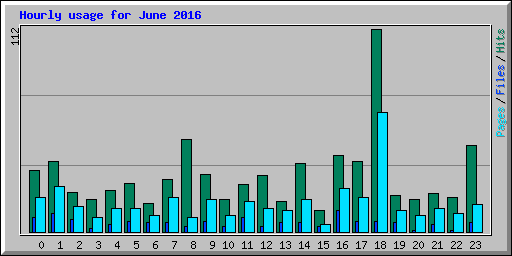 Hourly usage for June 2016
112
Pages/Files/Hits
0 1 2 3 4 5 6 7 8 9 10 11 12 13 14 15 16 17 18 19 20 21 22 23